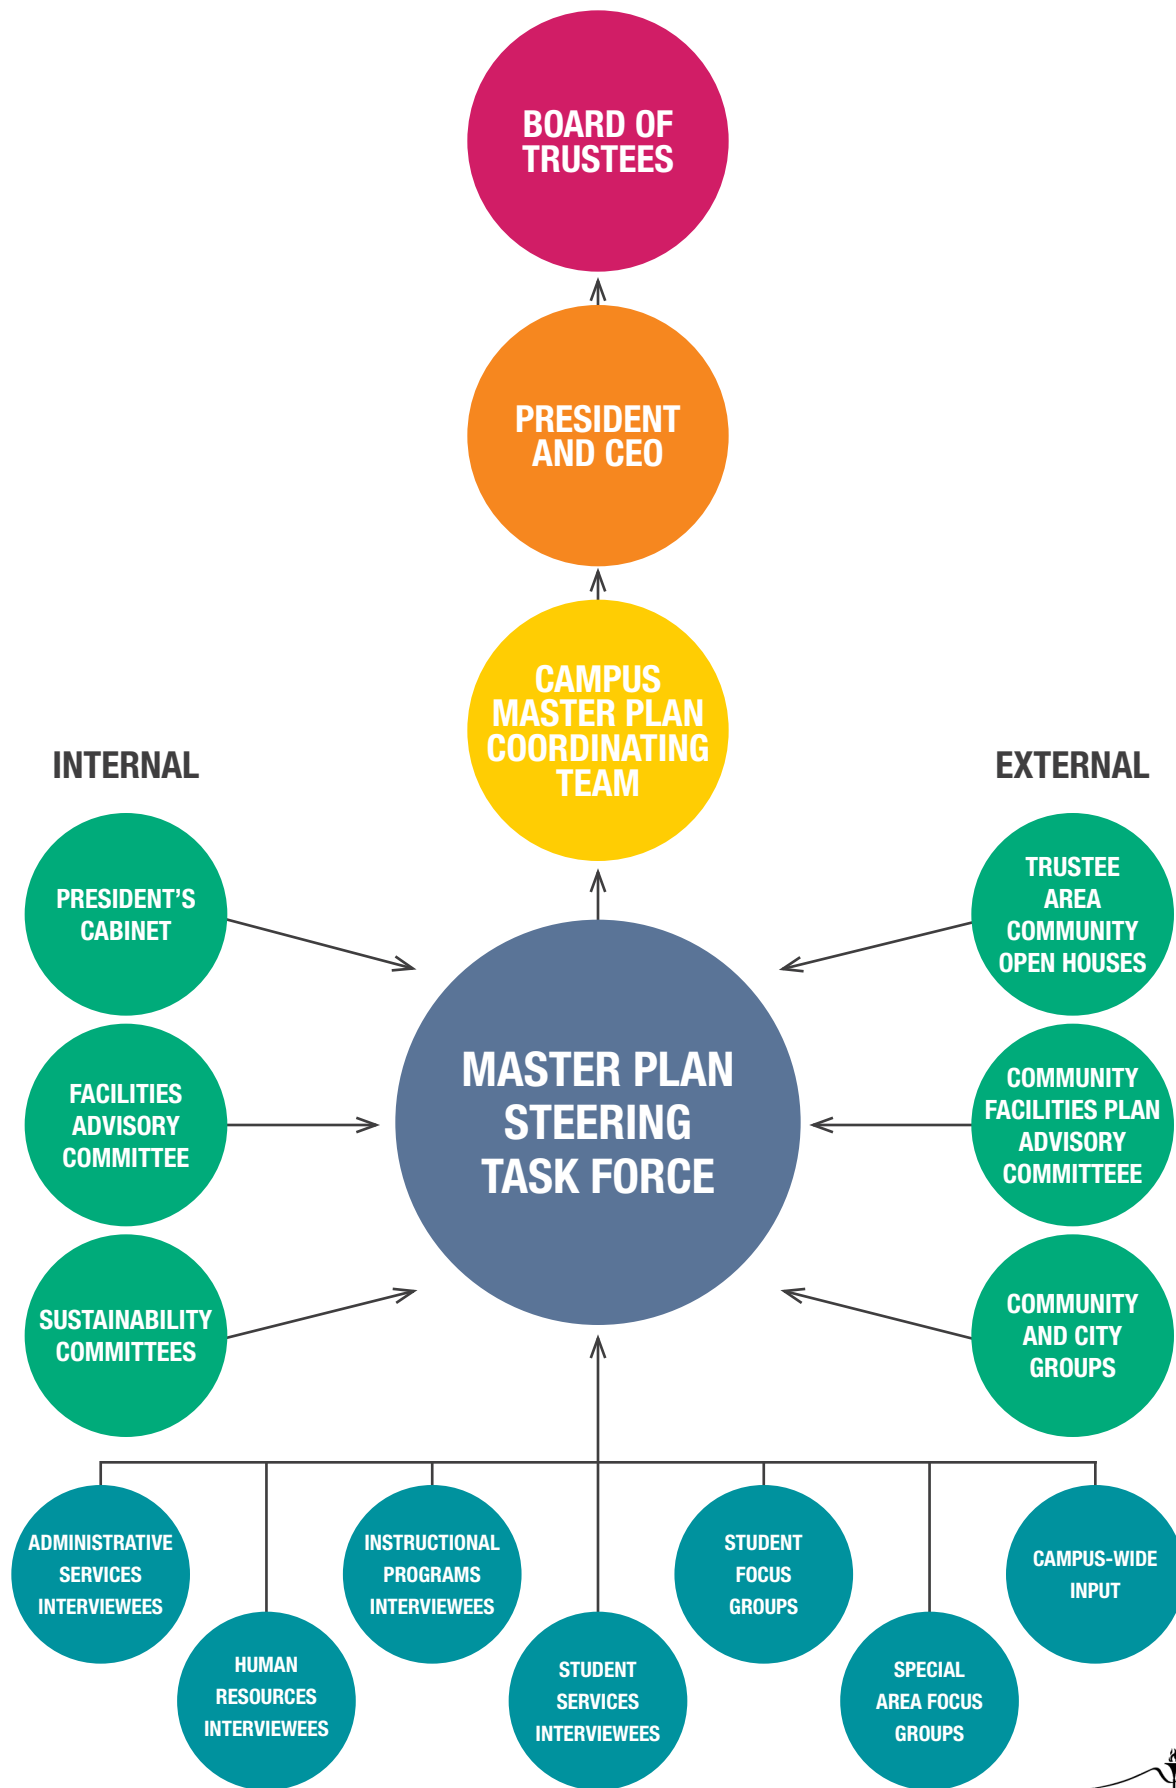 BOARD OF
TRUSTEES
PRESIDENT
AND CEO
CAMPUS
MASTER PLAN
COORDINATING
TEAM
INTERNAL
EXTERNAL
PRESIDENT’S
CABINET
TRUSTEE
AREA
COMMUNITY
OPEN HOUSES
MASTER PLAN
STEERING
TASK FORCE
FACILITIES
ADVISORY
COMMITTEE
COMMUNITY
FACILITIES PLAN
ADVISORY
COMMITTEEE
SUSTAINABILITY
COMMITTEES
COMMUNITY
AND CITY
GROUPS
ADMINISTRATIVE
SERVICES
INTERVIEWEES
HUMAN
RESOURCES
INTERVIEWEES
INSTRUCTIONAL
PROGRAMS
INTERVIEWEES
STUDENT
SERVICES
INTERVIEWEES
STUDENT
FOCUS
GROUPS
SPECIAL
AREA FOCUS
GROUPS
CAMPUS-WIDE
INPUT